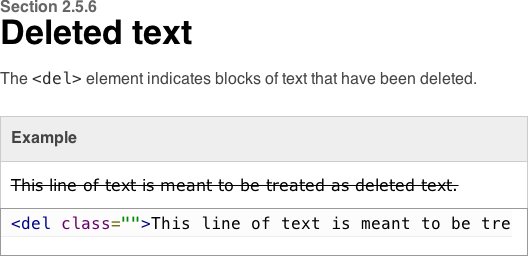 Section 2.5.6
Deleted text
The <del> element indicates blocks of text that have been deleted.
Example
This line of text is meant to be treated as deleted text.
<del class="">This line of text is meant to be tre